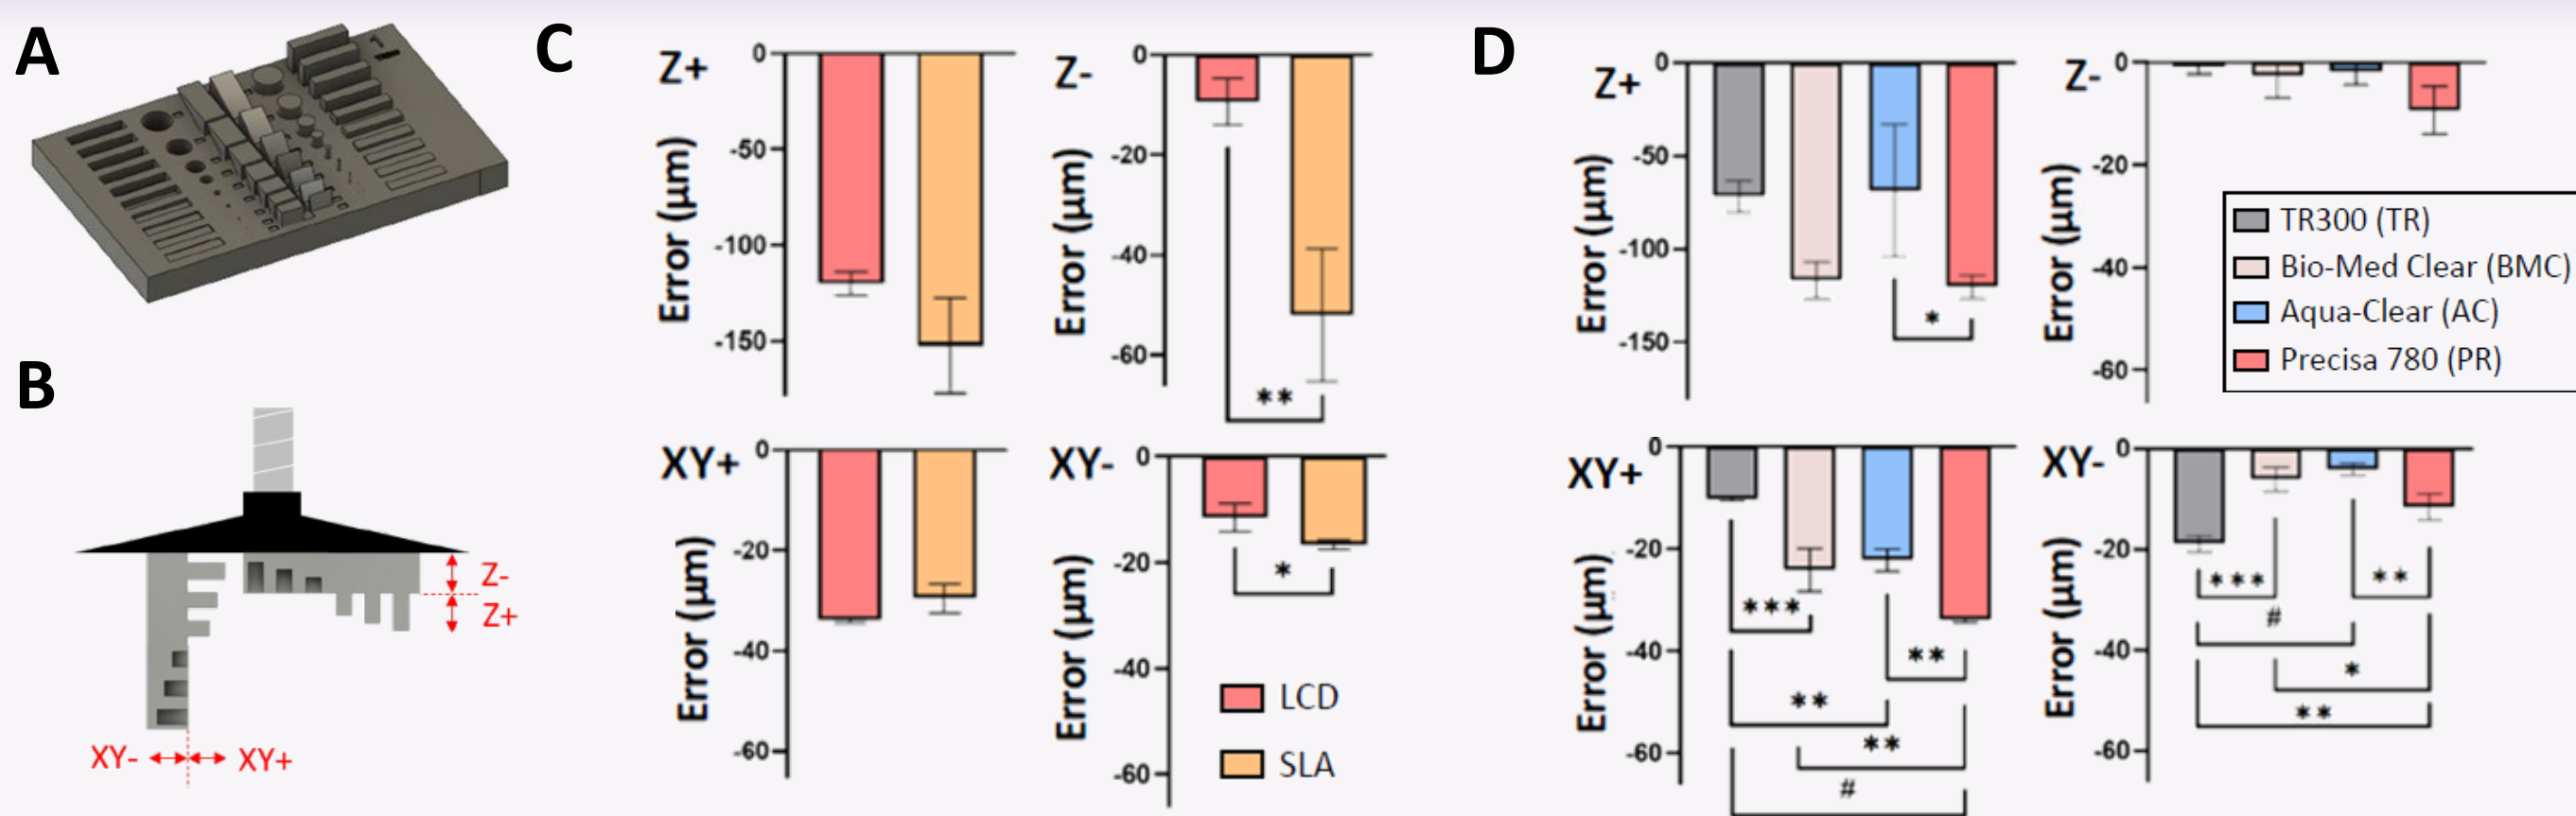 A
B
Z-
Z+
XY-
XY+
C
Z+
Error (µm)
0
-50
-100
-150
Z-
Error (µm)
0
-20
-40
-60
**
XY+
Error (µm)
0
-20
-40
-60
XY-
Error (µm)
0
-20
-40
-60
*
LCD
SLA
D
Z+
Error (µm)
0
-50
-100
-150
*
Z-
Error (µm)
0
-20
-40
-60
TR300 (TR)
Bio-Med Clear (BMC)
Aqua-Clear (AC)
Precisa 780 (PR)
XY+
Error (µm)
0
-20
-40
-60
***
**
**
**
#
XY-
Error (µm)
0
-20
-40
-60
***
**
#
*
**